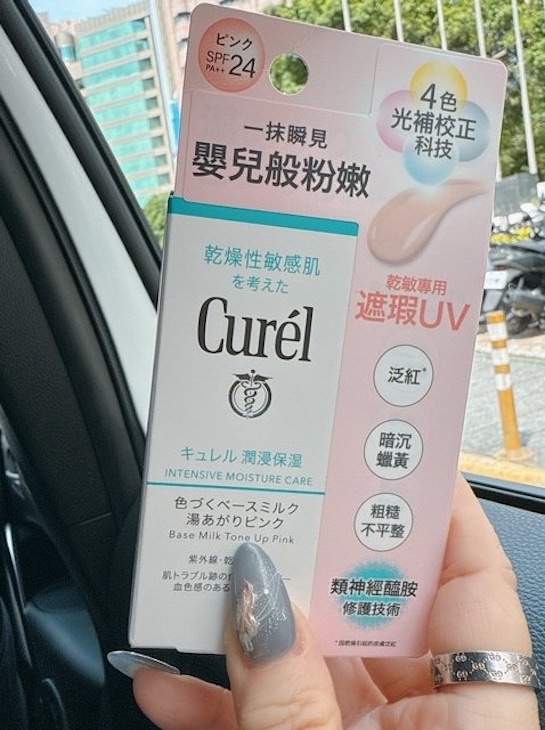 ピンク
SPF24
PA++
4色
光補校正
科技
一抹瞬見
嬰兒般粉嫩
乾燥性敏感肌
を考えた
Curél
乾敏專用
遮瑕UV
泛紅*
暗沉
蠟黃
粗糙
不平整
キュレル 潤浸保湿
INTENSIVE MOISTURE CARE
色づくベースミルク
湯あがりピンク
Base Milk Tone Up Pink
紫外線・乾
肌トラブル跡の
血色感のある
類神經醯胺
修護技術